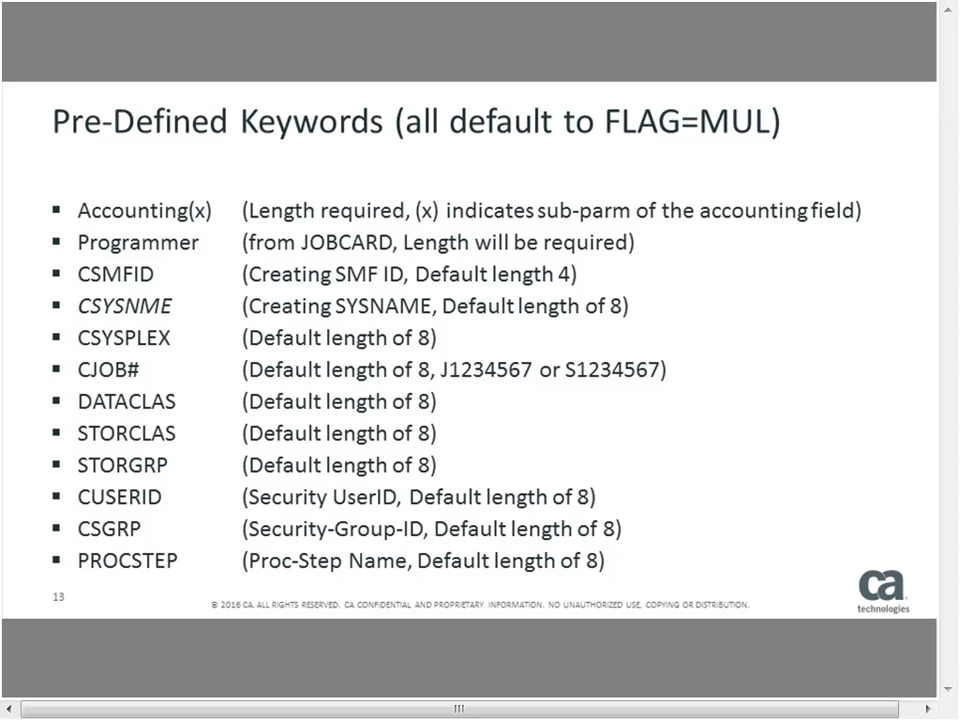 Pre-Defined Keywords (all default to FLAG=MUL)
▪ Accounting(x) (Length required, (x) indicates sub-parm of the accounting field)
▪ Programmer (from JOBCARD, Length will be required)
▪ CSMFID (Creating SMF ID, Default length 4)
▪ CSYSNME (Creating SYSNAME, Default length of 8)
▪ CSYSPLEX (Default length of 8)
▪ CJOB# (Default length of 8, J1234567 or S1234567)
▪ DATACLAS (Default length of 8)
▪ STORCLAS (Default length of 8)
▪ STORGRP (Default length of 8)
▪ CUSERID (Security UserID, Default length of 8)
▪ CSGRP (Security-Group-ID, Default length of 8)
▪ PROCSTEP (Proc-Step Name, Default length of 8)
13
© 2016 CA. ALL RIGHTS RESERVED. CA CONFIDENTIAL AND PROPRIETARY INFORMATION. NO UNAUTHORIZED USE, COPYING OR DISTRIBUTION.
ca
technologies